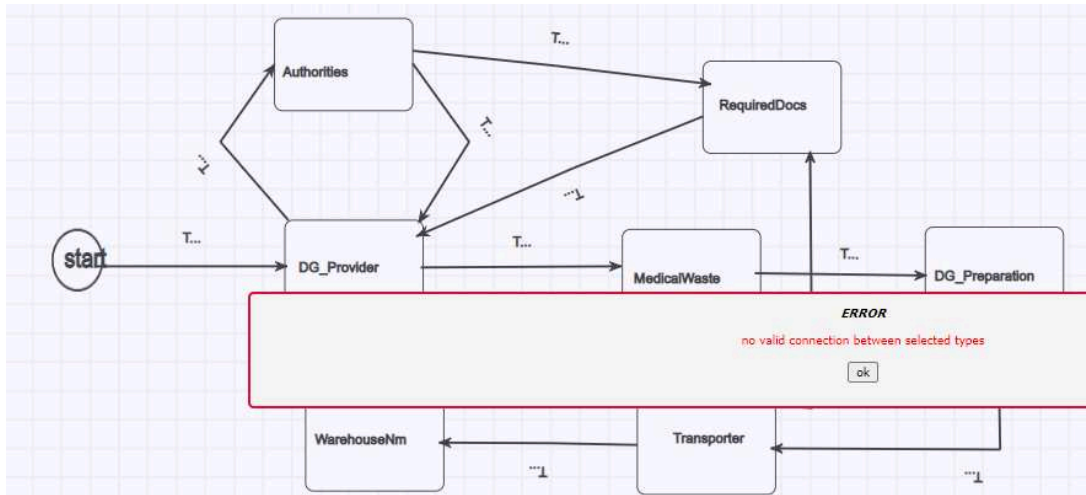 T...
Authorities
RequiredDocs
T...
T...
T...
start
T...
DG_Provider
T...
MedicalWaste
T...
DG_Preparation
ERROR
no valid connection between selected types
ok
WarehouseNm
Transporter
T...
T...